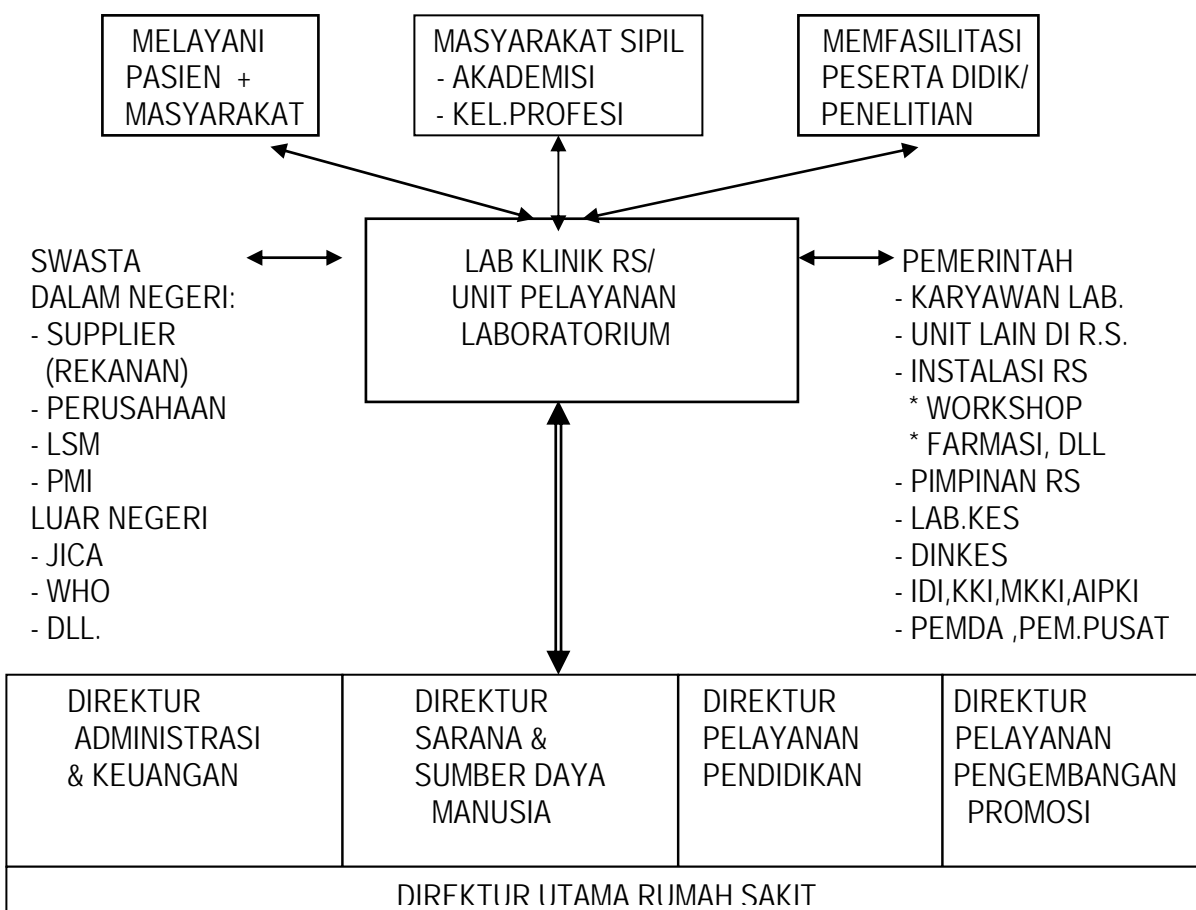 MELAYANI
PASIEN +
MASYARAKAT
MASYARAKAT SIPIL
- AKADEMISI
- KEL.PROFESI
MEMFASILITASI
PESERTA DIDIK/
PENELITIAN
SWASTA
DALAM NEGERI:
- SUPPLIER
(REKANAN)
- PERUSAHAAN
- LSM
- PMI
LUAR NEGERI
- JICA
- WHO
- DLL.
LAB KLINIK RS/
UNIT PELAYANAN
LABORATORIUM
PEMERINTAH
- KARYAWAN LAB.
- UNIT LAIN DI R.S.
- INSTALASI RS
* WORKSHOP
* FARMASI, DLL
- PIMPINAN RS
- LAB.KES
- DINKES
- IDI,KKI,MKKI,AIPKI
- PEMDA ,PEM.PUSAT
DIREKTUR
ADMINISTRASI
& KEUANGAN
DIREKTUR
SARANA &
SUMBER DAYA
MANUSIA
DIREKTUR
PELAYANAN
PENDIDIKAN
DIREKTUR
PELAYANAN
PENGEMBANGAN
PROMOSI
DIREKTUR UTAMA RUMAH SAKIT